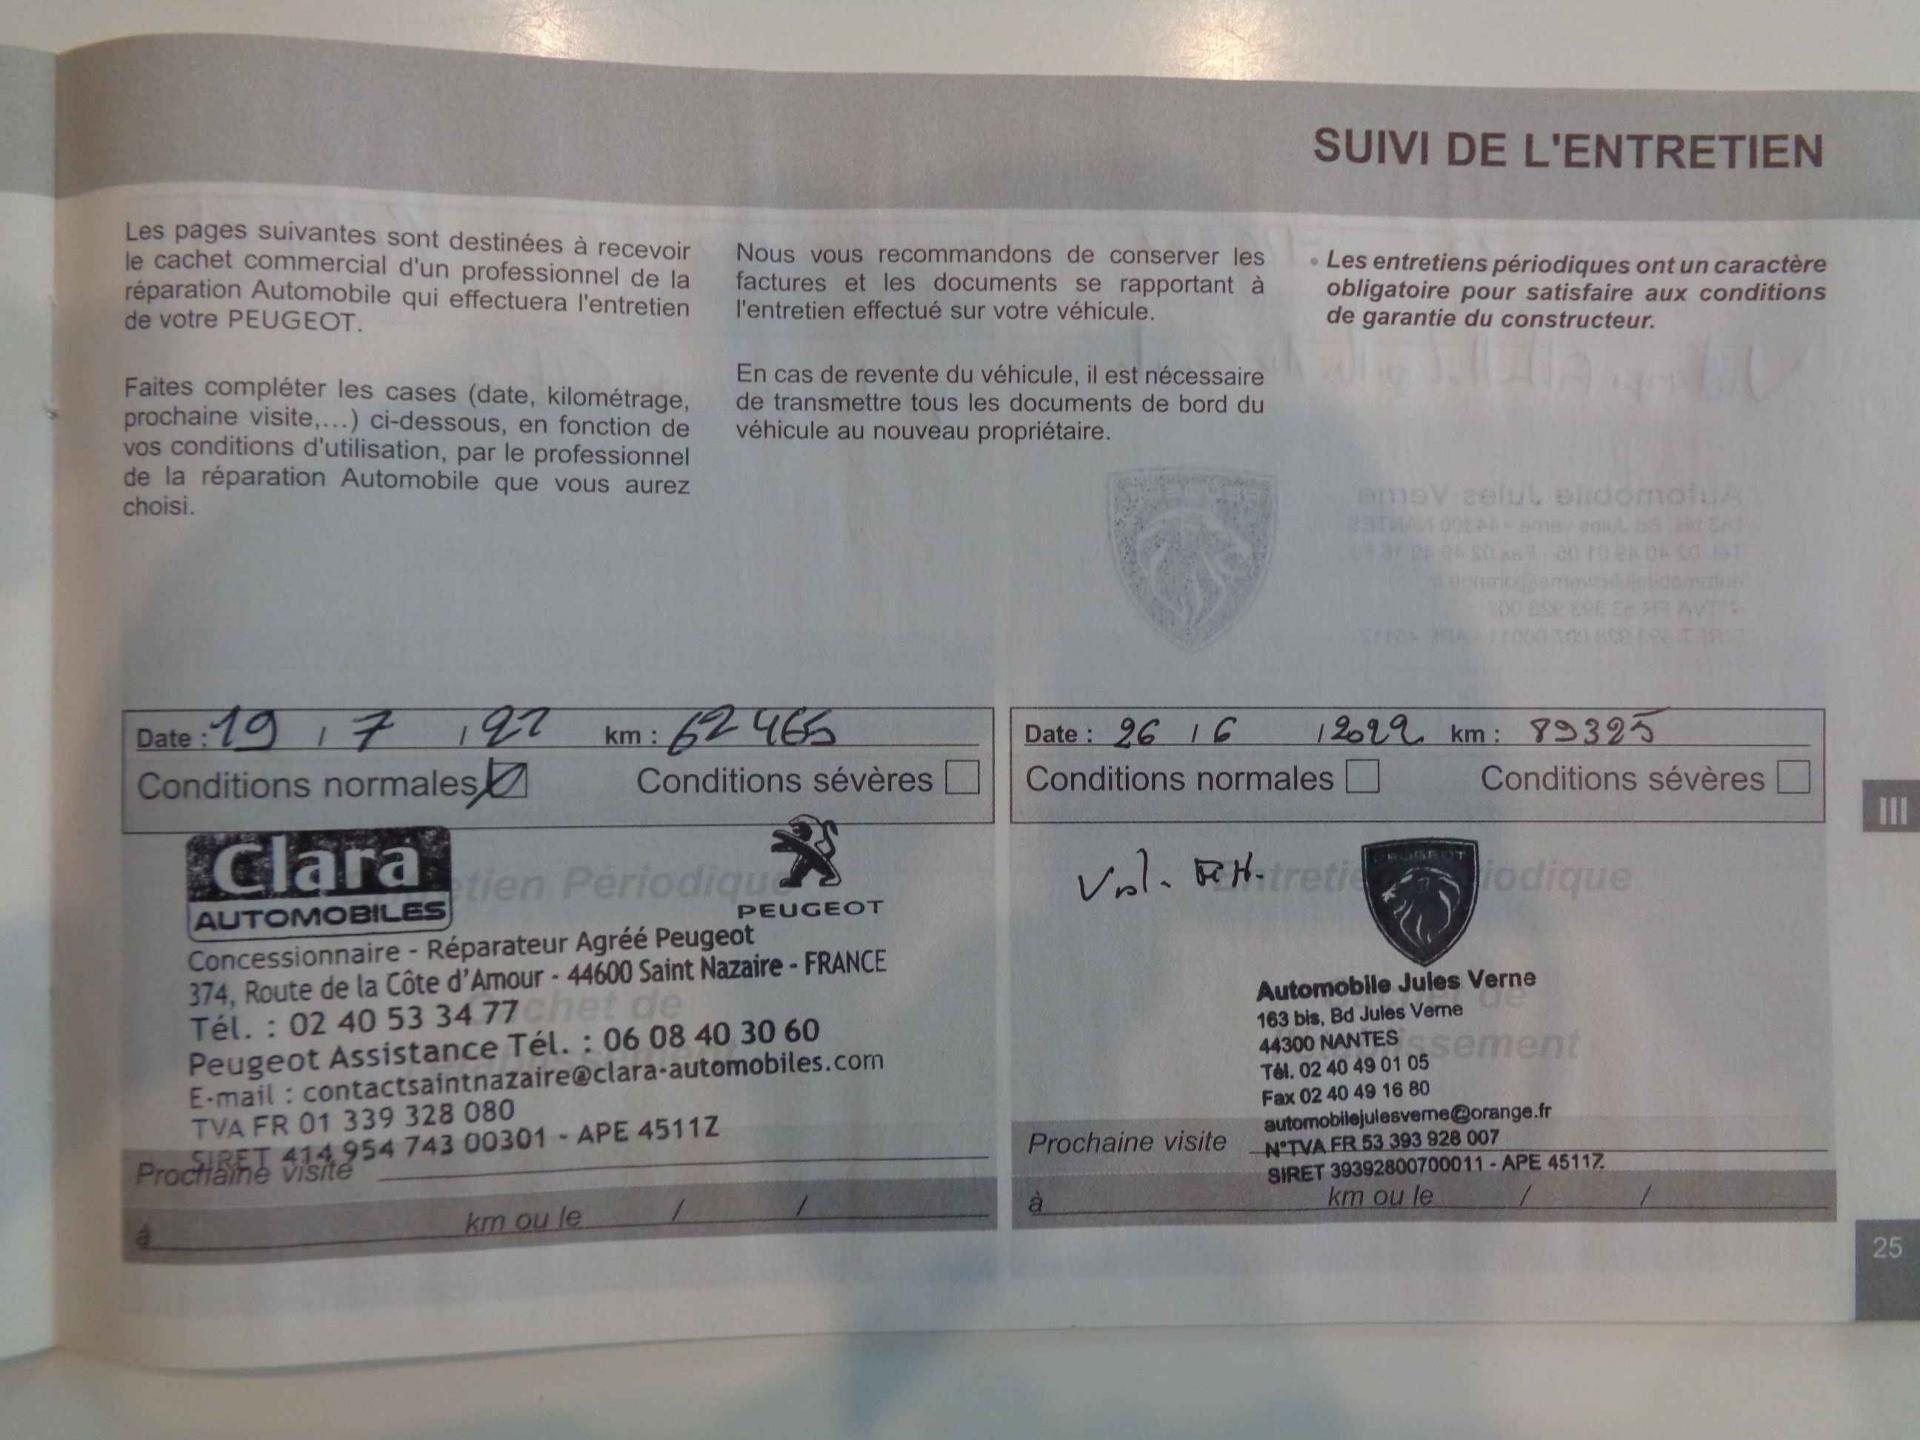 SUIVI DE L'ENTRETIEN
Les pages suivantes sont destinées à recevoir
le cachet commercial d'un professionnel de la
réparation Automobile qui effectuera l'entretien
de votre PEUGEOT.
Faites compléter les cases (date, kilométrage,
prochaine visite,...) ci-dessous, en fonction de
vos conditions d'utilisation, par le professionnel
de la réparation Automobile que vous aurez
choisi.
Nous vous recommandons de conserver les
factures et les documents se rapportant à
l'entretien effectué sur votre véhicule.
En cas de revente du véhicule, il est nécessaire
de transmettre tous les documents de bord du
véhicule au nouveau propriétaire.
• Les entretiens périodiques ont un caractère
obligatoire pour satisfaire aux conditions
de garantie du constructeur.
Date : 19 / 7 / km : 62465
Conditions normales Conditions sévères
Clara
AUTOMOBILES
PEUGEOT
Entretien Périodique
Concessionnaire - Réparateur Agréé Peugeot
374, Route de la Côte d'Amour - 44600 Saint Nazaire - FRANCE
Cachet de
Tél. : 02 40 53 34 77
Peugeot Assistance Tél. : 06 08 40 30 60
E-mail : contactsaintnazaire@clara-automobiles.com
TVA FR 01 339 328 080
SIRET 414 954 743 00301 - APE 4511Z
Prochaine visite
à km ou le / /
Date : 26 / 6 / 2022 km : 89325
Conditions normales Conditions sévères
Entretien Périodique
PEUGEOT
Automobile Jules Verne
Cachet de
163 bis, Bd Jules Verne
44300 NANTES
Tél. 02 40 49 01 05
Fax 02 40 49 16 80
automobilejulesverne@orange.fr
N°TVA FR 53 393 928 007
SIRET 39392800700011 - APE 4511Z
Prochaine visite
à km ou le / /
III
25